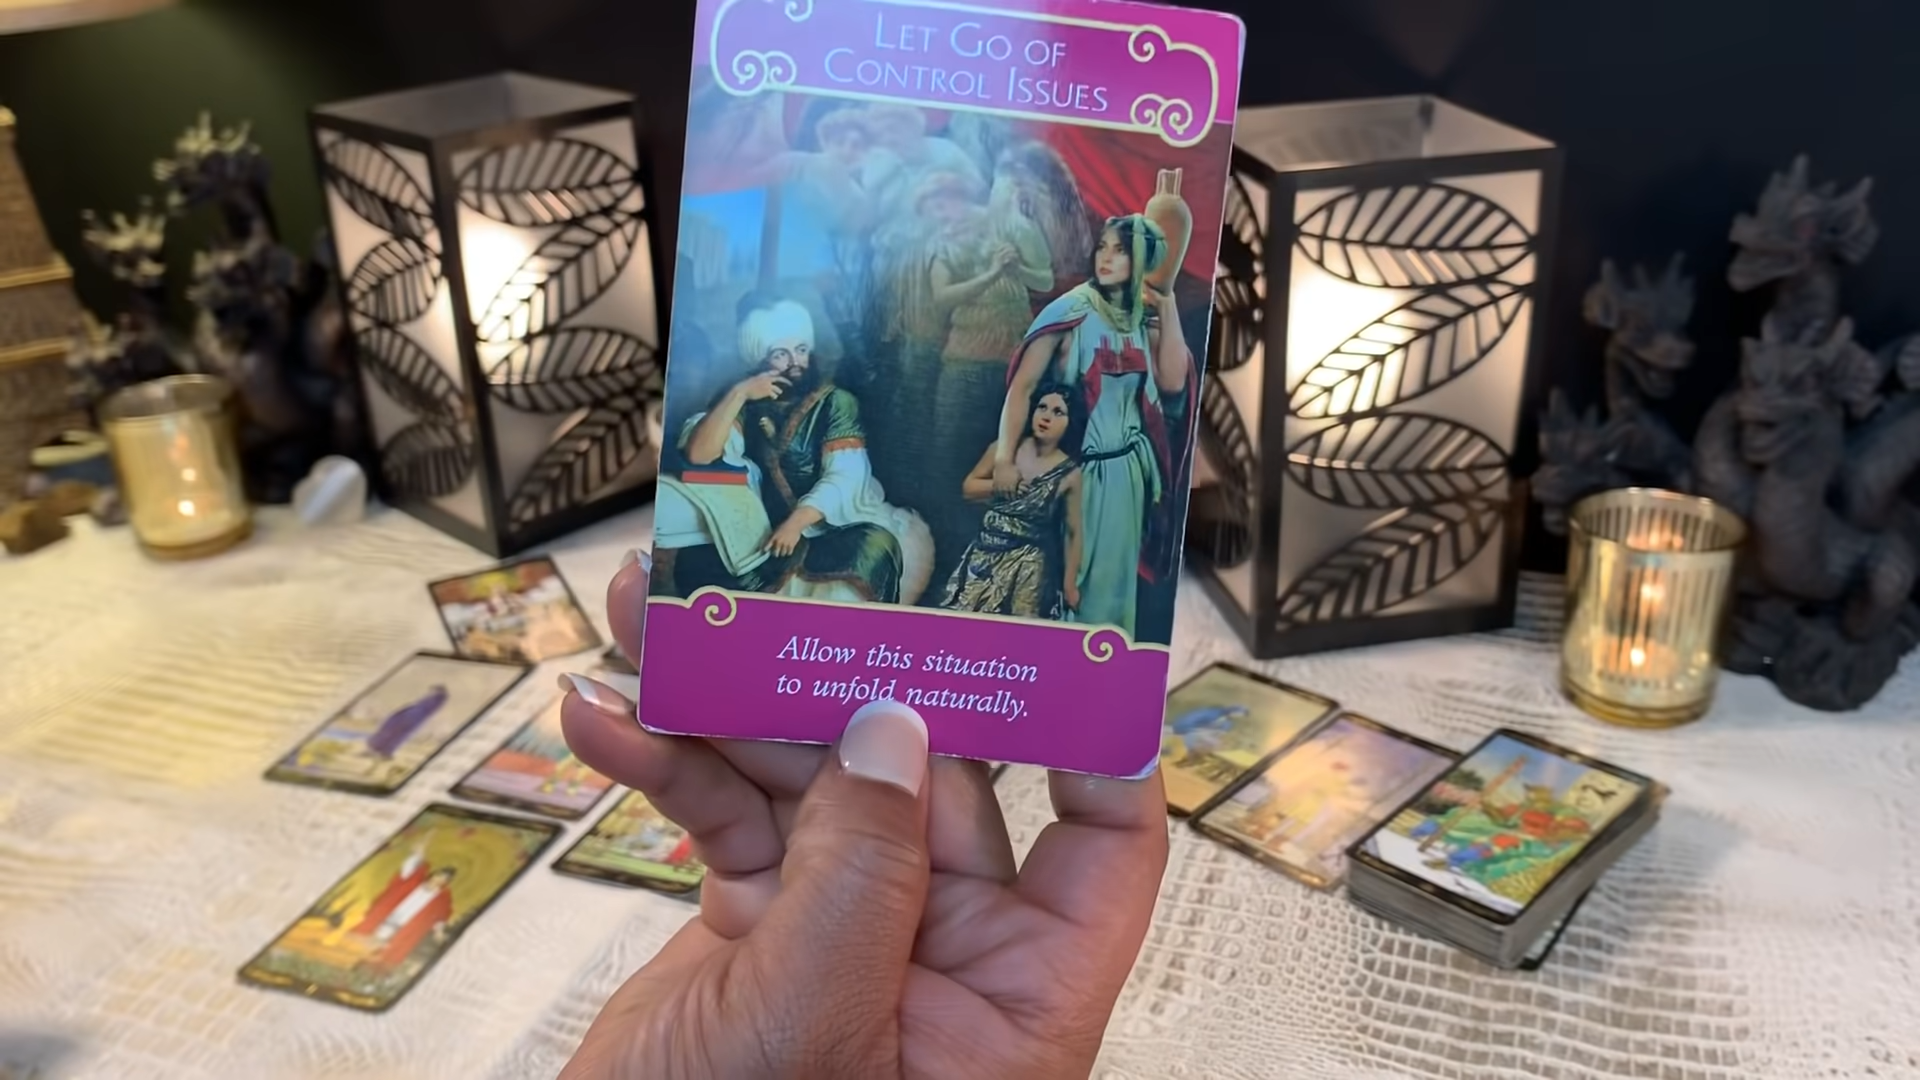 LET GO OF
CONTROL ISSUES
Allow this situation
to unfold naturally.